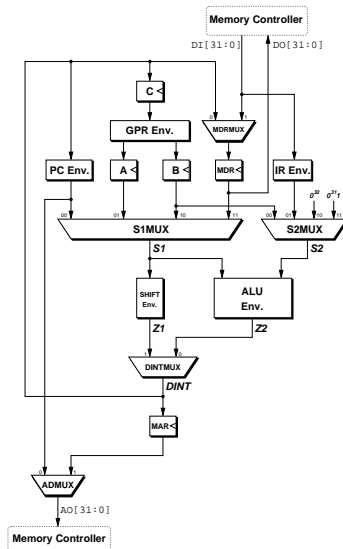 Memory Controller
DI[31:0] DO[31:0]
C<
0 1
GPR Env. MDRMUX
PC Env. A< B< MDR< IR Env.
0³² 0³¹1
00 01 10 11 00 01 10 11
S1MUX S2MUX
S1 S2
SHIFT Env. ALU Env.
Z1 Z2
1 0
DINTMUX
DINT
MAR<
0 1
ADMUX
AO[31:0]
Memory Controller